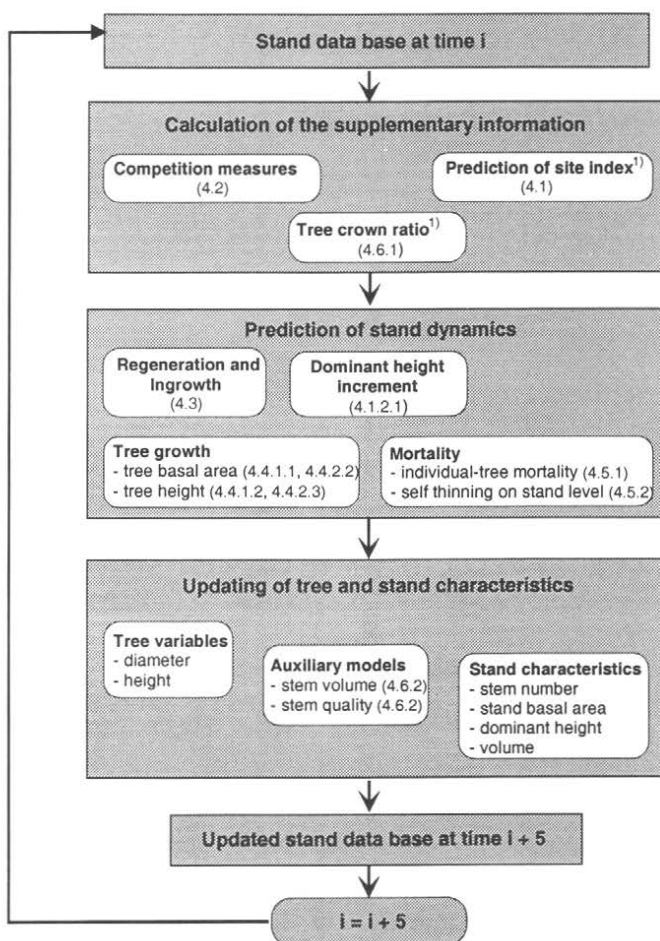 Stand data base at time i
Calculation of the supplementary information
Competition measures
(4.2)
Prediction of site index1)
(4.1)
Tree crown ratio1)
(4.6.1)
Prediction of stand dynamics
Regeneration and
Ingrowth
(4.3)
Dominant height
increment
(4.1.2.1)
Tree growth
- tree basal area (4.4.1.1, 4.4.2.2)
- tree height (4.4.1.2, 4.4.2.3)
Mortality
- individual-tree mortality (4.5.1)
- self thinning on stand level (4.5.2)
Updating of tree and stand characteristics
Tree variables
- diameter
- height
Auxiliary models
- stem volume (4.6.2)
- stem quality (4.6.2)
Stand characteristics
- stem number
- stand basal area
- dominant height
- volume
Updated stand data base at time i + 5
i = i + 5